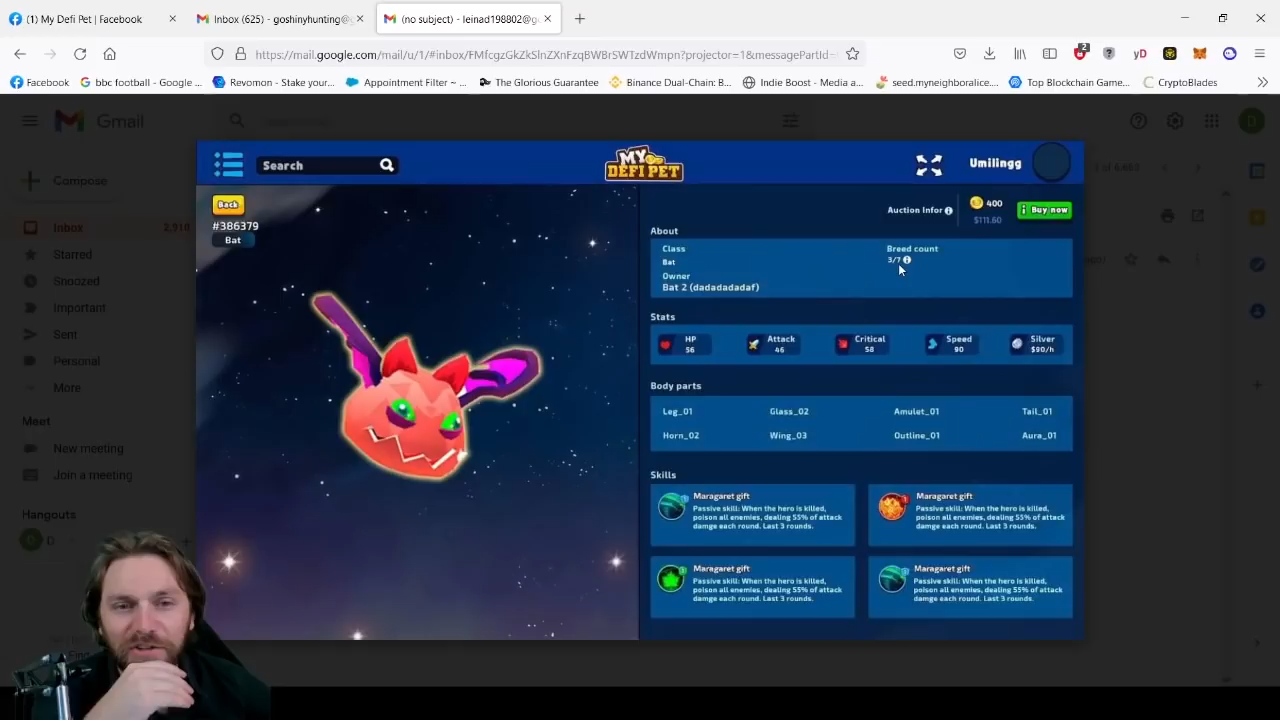 (1) My Defi Pet | Facebook
Inbox (625) - goshinyhunting@g
(no subject) - leinad198802@g
https://mail.google.com/mail/u/1/#inbox/FMfcgzGkZkSlnZXnFzqBWBrSWTzdWmpn?projector=1&messagePartId=
2
yD
Facebook
bbc football - Google ...
Revomon - Stake your...
Appointment Filter - ...
The Glorious Guarantee
Binance Dual-Chain B...
Indie Boost - Media a...
seed.myneighboralice...
Top Blockchain Game...
CryptoBlades
Gmail
Compose
Inbox
Starred
Snoozed
Important
Sent
Personal
More
Meet
New meeting
Join a meeting
Hangouts
Search
MY DEFI PET
Umilingg
Back
#386379
Bat
Auction Infor
400
$111.60
Buy now
About
Class
Bat
Breed count
3/7
Owner
Bat 2 (dadadadadaf)
Stats
HP
56
Attack
46
Critical
58
Speed
90
Silver
$90/h
Body parts
Leg_01 Glass_02 Amulet_01 Tail_01
Horn_02 Wing_03 Outline_01 Aura_01
Skills
Maragaret gift
Passive skill: When the hero is killed,
poison all enemies, dealing 55% of attack
damge each round. Last 3 rounds.
Maragaret gift
Passive skill: When the hero is killed,
poison all enemies, dealing 55% of attack
damge each round. Last 3 rounds.
Maragaret gift
Passive skill: When the hero is killed,
poison all enemies, dealing 55% of attack
damge each round. Last 3 rounds.
Maragaret gift
Passive skill: When the hero is killed,
poison all enemies, dealing 55% of attack
damge each round. Last 3 rounds.